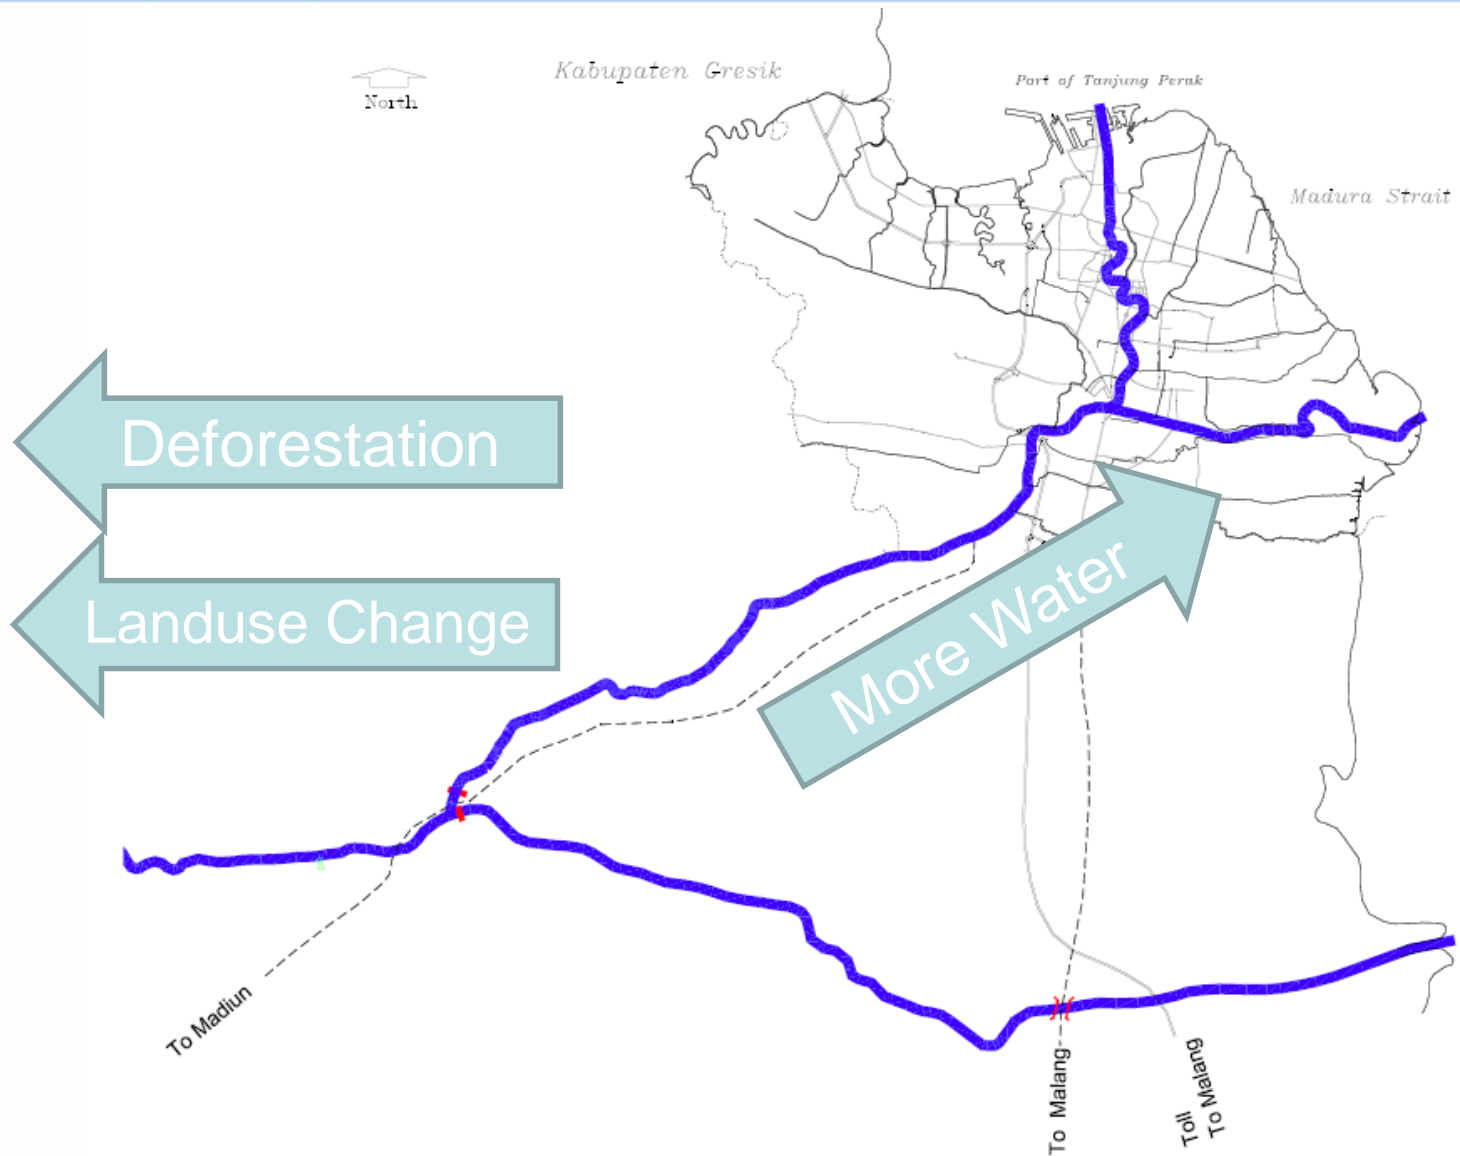 Kabupaten Gresik
Port of Tanjung Perak
North
Madura Strait
Deforestation
Landuse Change
More Water
To Madiun
To Malang
Toll
To Malang